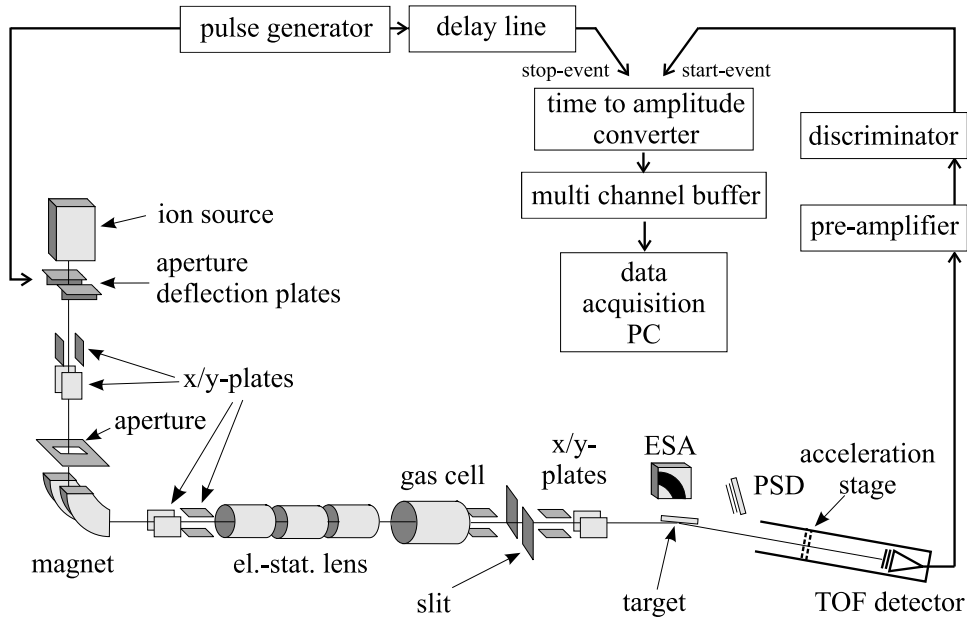 pulse generator
delay line
stop-event
start-event
time to amplitude
converter
discriminator
multi channel buffer
pre-amplifier
data
acquisition
PC
ion source
aperture
deflection plates
x/y-plates
aperture
magnet
el.-stat. lens
gas cell
slit
x/y-
plates
ESA
target
PSD
acceleration
stage
TOF detector